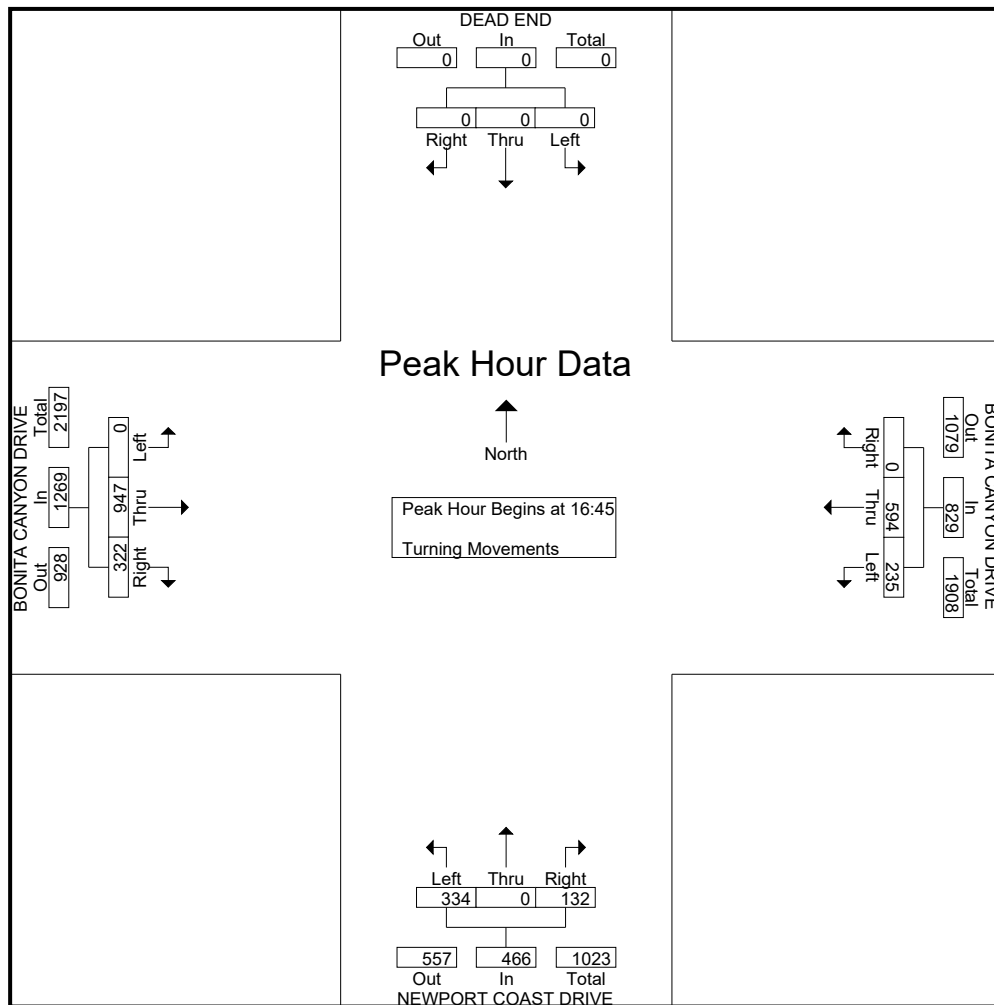 DEAD END
Out In Total
0 0 0
0 0 0
Right Thru Left
Peak Hour Data
North
Peak Hour Begins at 16:45
Turning Movements
BONITA CANYON DRIVE
Total In Out
2197 1269 928
0 947 322
Left Thru Right
BONITA CANYON DRIVE
Out In Total
1079 829 1908
0 594 235
Right Thru Left
Left Thru Right
334 0 132
557 466 1023
Out In Total
NEWPORT COAST DRIVE